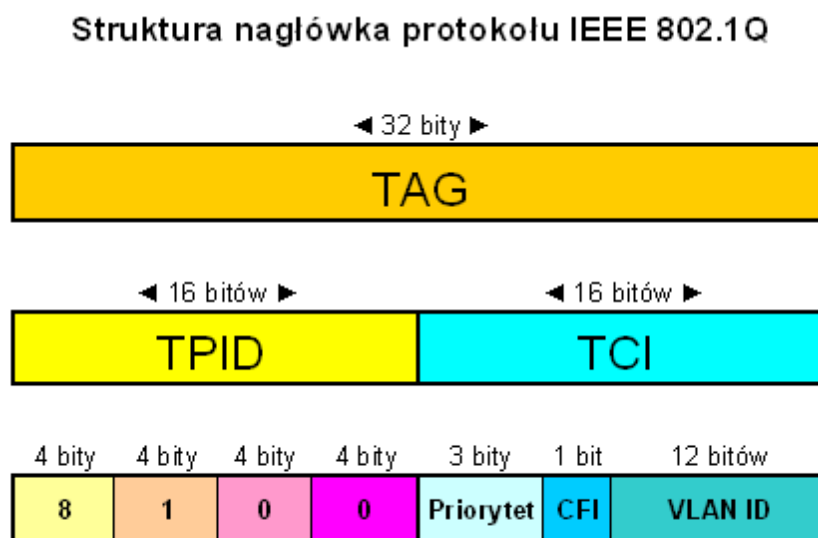 Struktura nagłówka protokołu IEEE 802.1Q
◄ 32 bity ►
TAG
◄ 16 bitów ► ◄ 16 bitów ►
TPID TCI
4 bity 4 bity 4 bity 4 bity 3 bity 1 bit 12 bitów
8 1 0 0 Priorytet CFI VLAN ID